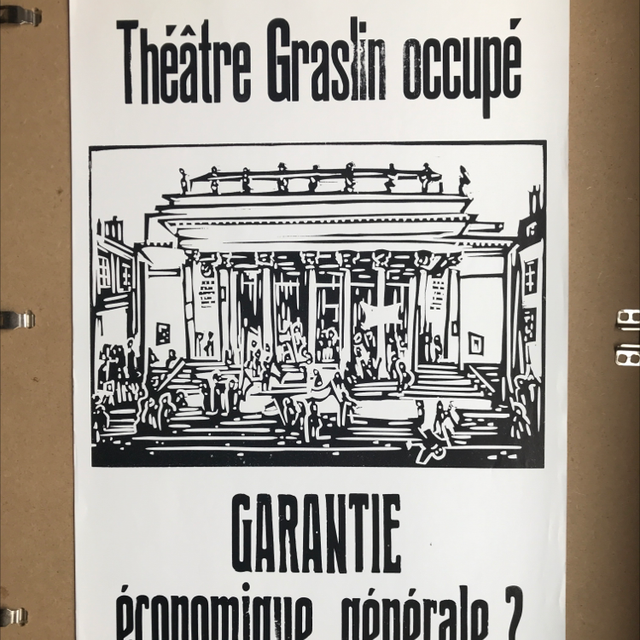 Théâtre Graslin occupé
GARANTIE
économique générale ?